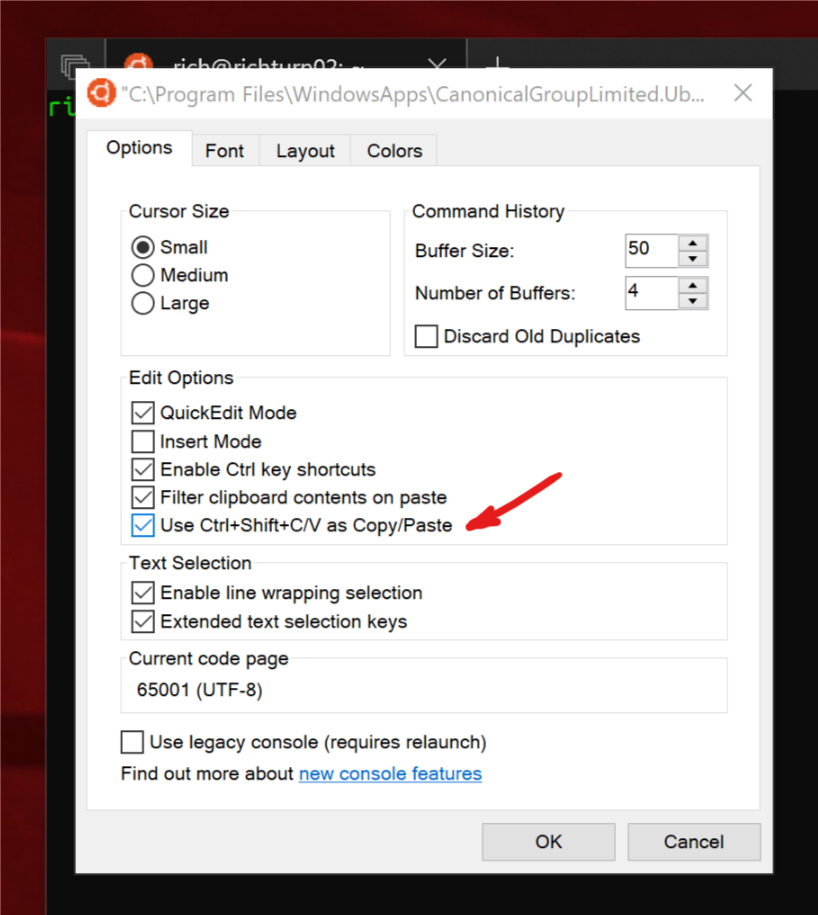 rich@richturn02: ~
"C:\Program Files\WindowsApps\CanonicalGroupLimited.Ub...
ri
Options Font Layout Colors
Cursor Size
Small
Medium
Large
Command History
Buffer Size: 50
Number of Buffers: 4
Discard Old Duplicates
Edit Options
QuickEdit Mode
Insert Mode
Enable Ctrl key shortcuts
Filter clipboard contents on paste
Use Ctrl+Shift+C/V as Copy/Paste
Text Selection
Enable line wrapping selection
Extended text selection keys
Current code page
65001 (UTF-8)
Use legacy console (requires relaunch)
Find out more about new console features
OK Cancel